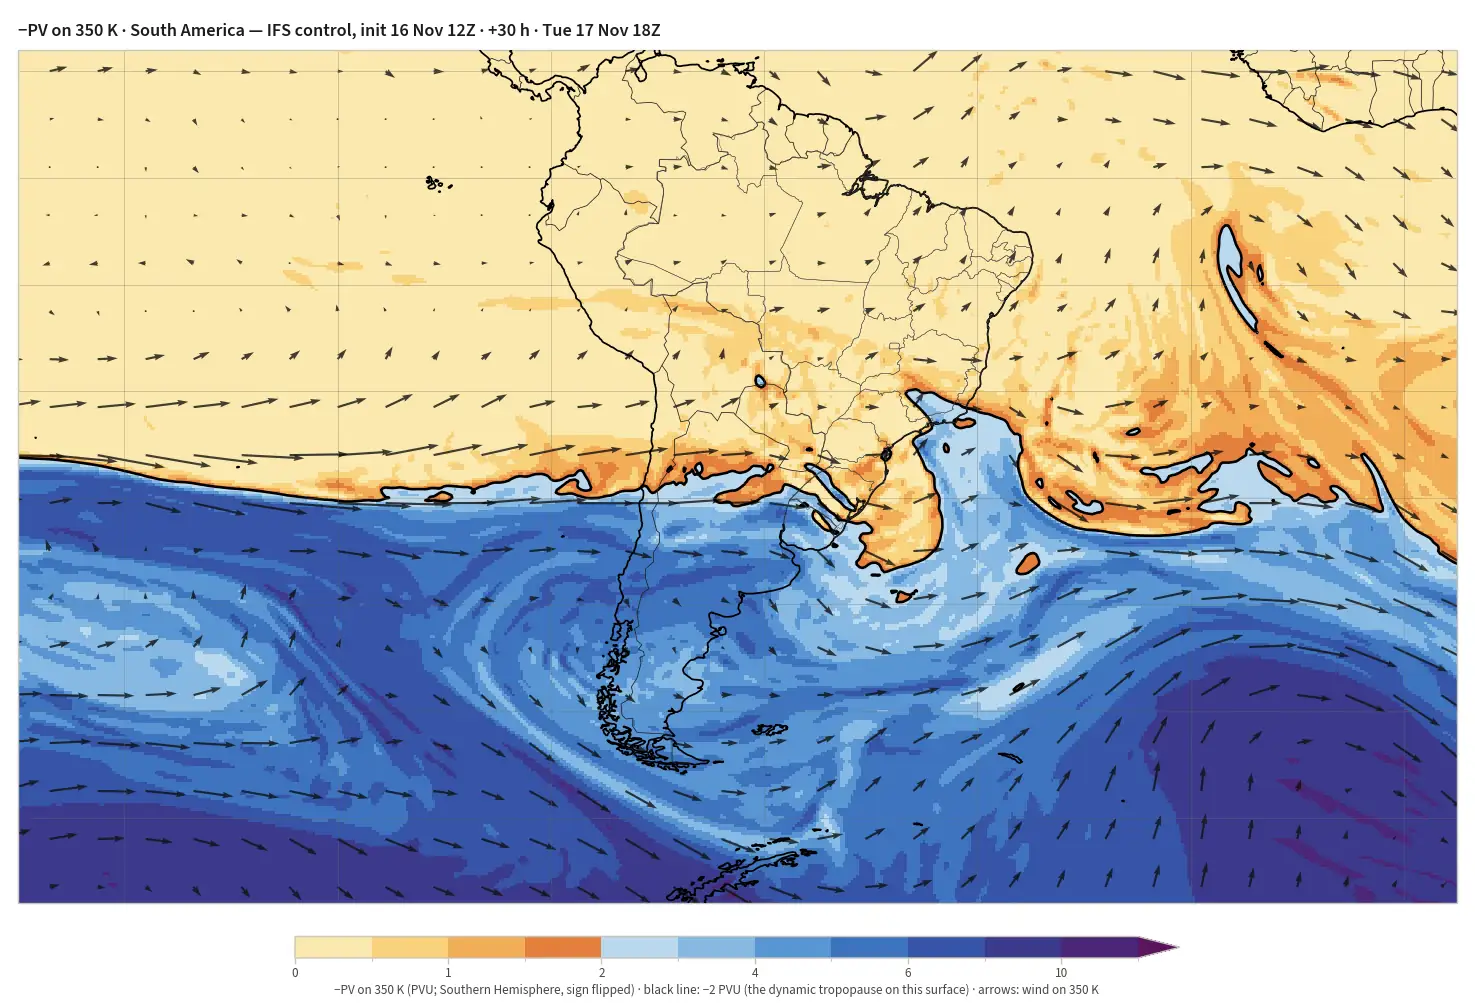 −PV on 350 K · South America — IFS control, init 16 Nov 12Z · +30 h · Tue 17 Nov 18Z
0 1 2 4 6 10
−PV on 350 K (PVU; Southern Hemisphere, sign flipped) · black line: −2 PVU (the dynamic tropopause on this surface) · arrows: wind on 350 K